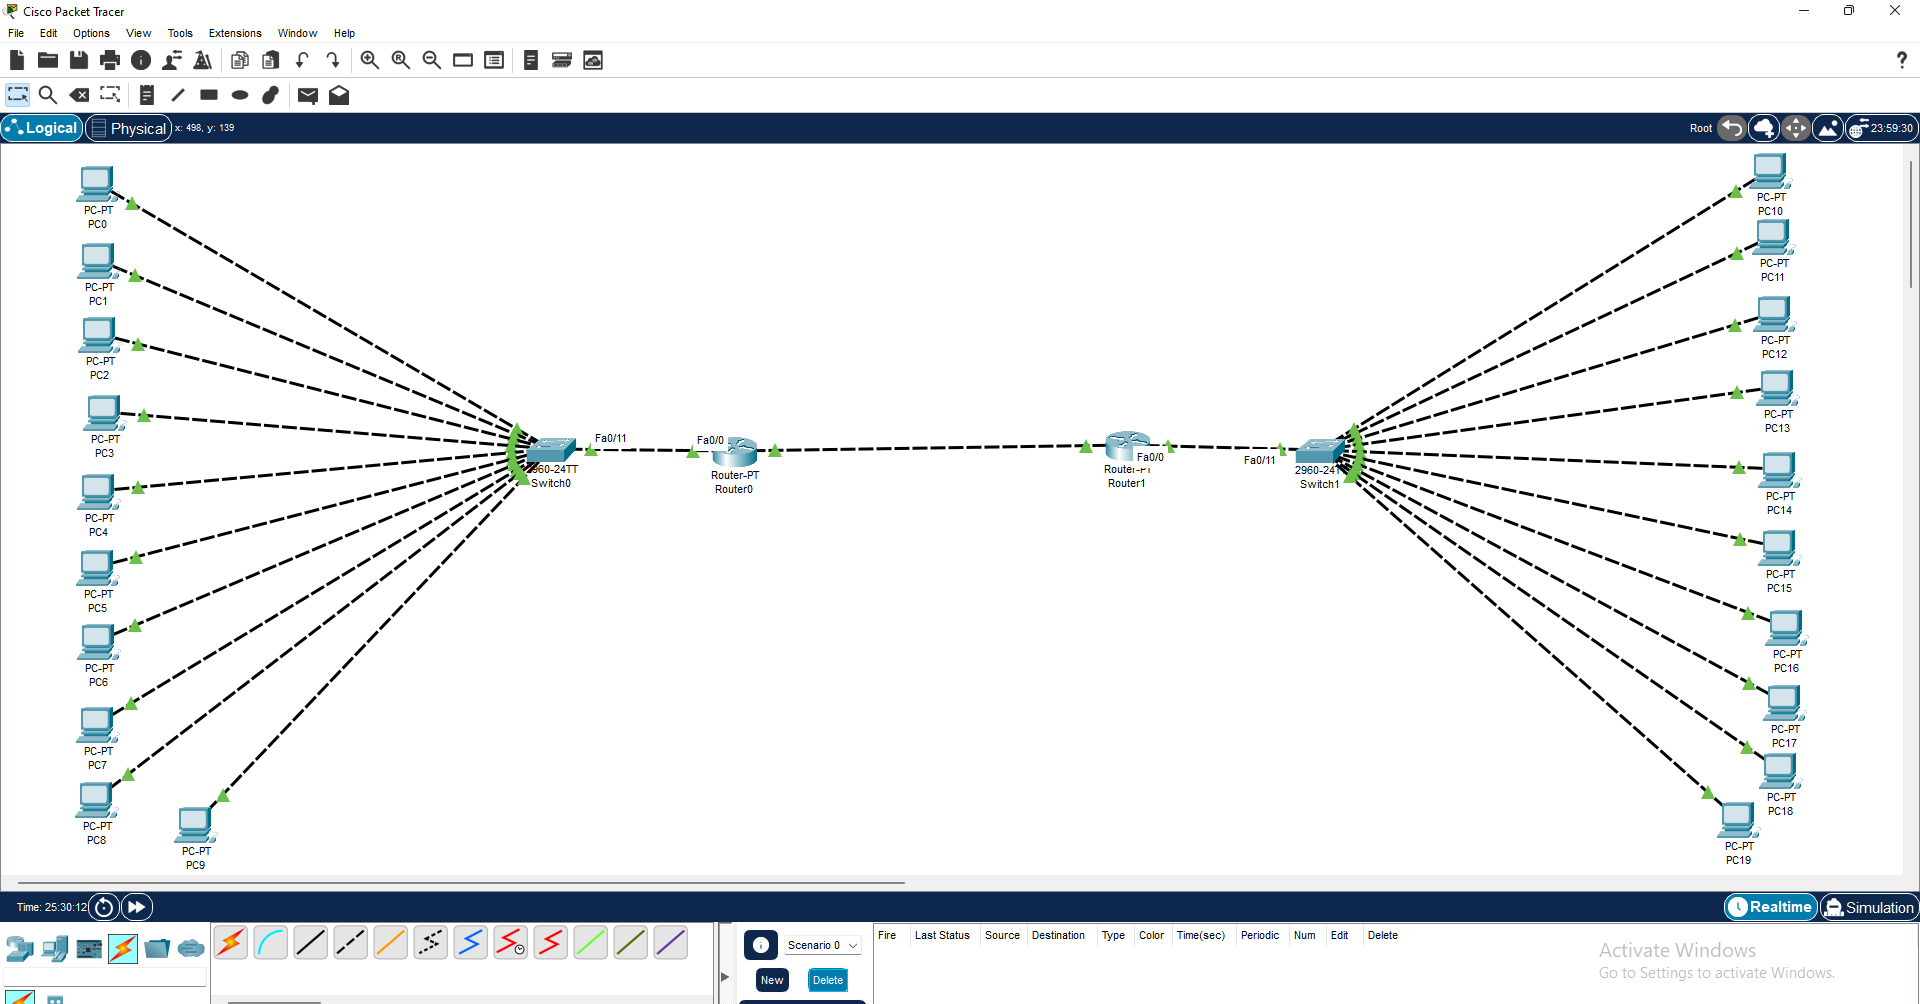 Cisco Packet Tracer
File Edit Options View Tools Extensions Window Help
Logical Physical x: 498, y: 139 Root 23:59:30
PC-PT
PC0
PC-PT
PC1
PC-PT
PC2
PC-PT
PC3
PC-PT
PC4
PC-PT
PC5
PC-PT
PC6
PC-PT
PC7
PC-PT
PC8
PC-PT
PC9
Fa0/11
960-24TT
Switch0
Fa0/0
Router-PT
Router0
Fa0/0
Router-PT
Router1
Fa0/11
2960-24T
Switch1
PC-PT
PC10
PC-PT
PC11
PC-PT
PC12
PC-PT
PC13
PC-PT
PC14
PC-PT
PC15
PC-PT
PC16
PC-PT
PC17
PC-PT
PC18
PC-PT
PC19
Time: 25:30:12 Realtime Simulation
Scenario 0
New Delete
Fire Last Status Source Destination Type Color Time(sec) Periodic Num Edit Delete
Activate Windows
Go to Settings to activate Windows.